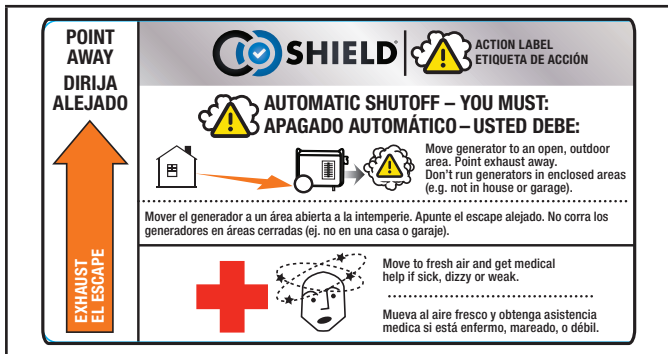 POINT
AWAY
DIRIJA
ALEJADO
EXHAUST
EL ESCAPE
CO SHIELD®
ACTION LABEL
ETIQUETA DE ACCIÓN
AUTOMATIC SHUTOFF – YOU MUST:
APAGADO AUTOMÁTICO – USTED DEBE:
Move generator to an open, outdoor
area. Point exhaust away.
Don't run generators in enclosed areas
(e.g. not in house or garage).
Mover el generador a un área abierta a la intemperie. Apunte el escape alejado. No corra los
generadores en áreas cerradas (ej. no en una casa o garaje).
Move to fresh air and get medical
help if sick, dizzy or weak.
Mueva al aire fresco y obtenga asistencia
medica si está enfermo, mareado, o débil.